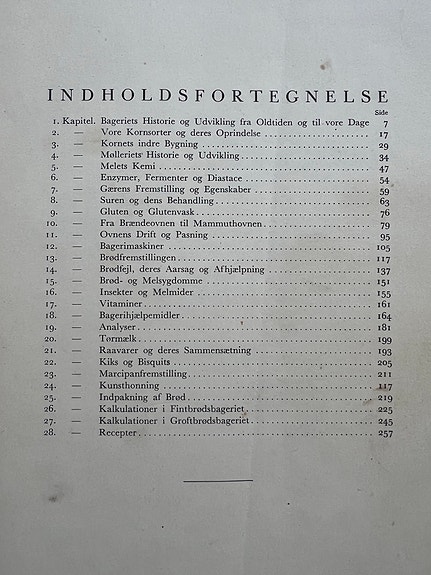 INDHOLDSFORTEGNELSE
Side
1. Kapitel. Bageriets Historie og Udvikling fra Oldtiden og til vore Dage 7
2. — Vore Kornsorter og deres Oprindelse 17
3. — Kornets indre Bygning 29
4. — Mølleriets Historie og Udvikling 34
5. — Melets Kemi 47
6. — Enzymer, Fermenter og Diastace 54
7. — Gærens Fremstilling og Egenskaber 59
8. — Suren og dens Behandling 63
9. — Gluten og Glutenvask 76
10. — Fra Brændeovnen til Mammuthovnen 79
11. — Ovnens Drift og Pasning 95
12. — Bagerimaskiner 105
13. — Brødfremstillingen 117
14. — Brødfejl, deres Aarsag og Afhjælpning 137
15. — Brød- og Melsygdomme 151
16. — Insekter og Melmider 155
17. — Vitaminer 161
18. — Bagerihjælpemidler 164
19. — Analyser 181
20. — Tørmælk 199
21. — Raavarer og deres Sammensætning 193
22. — Kiks og Bisquits 205
23. — Marcipanfremstilling 211
24. — Kunsthonning 117
25. — Indpakning af Brød 219
26. — Kalkulationer i Fintbrødsbageriet 225
27. — Kalkulationer i Groftbrødsbageriet 245
28. — Recepter 257